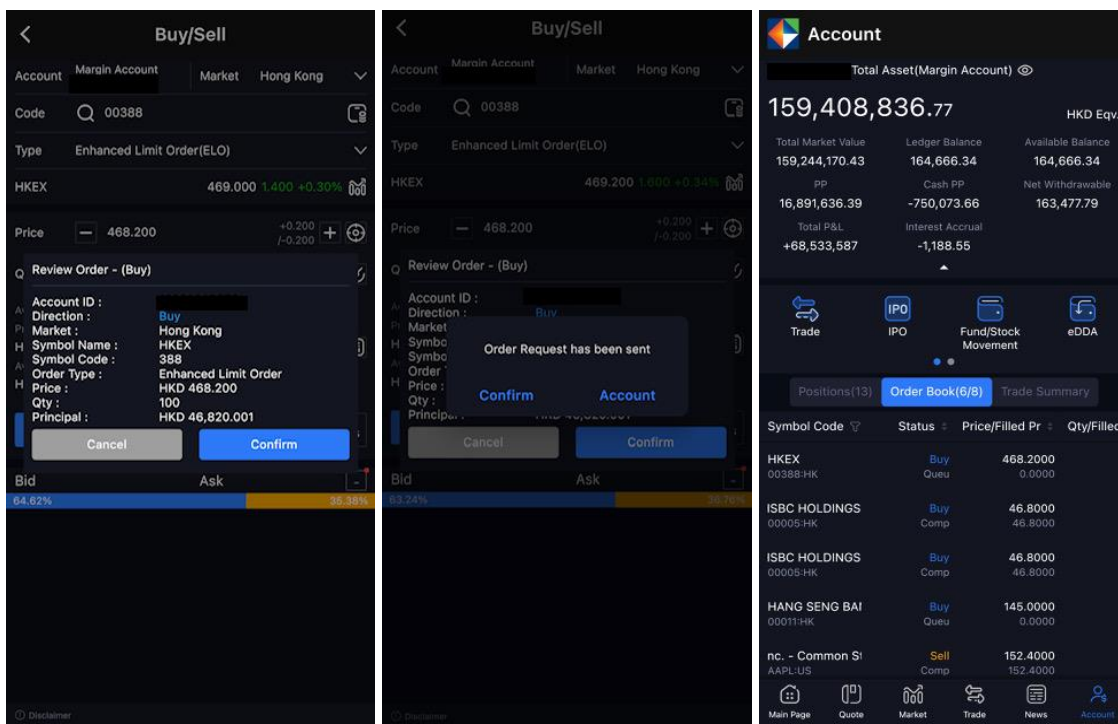 Buy/Sell
Account Margin Account Market Hong Kong
Code 00388
Type Enhanced Limit Order(ELO)
HKEX 469.000 1.400 +0.30%
Price 468.200 +0.200 /-0.200
Review Order - (Buy)
Account ID :
Direction : Buy
Market : Hong Kong
Symbol Name : HKEX
Symbol Code : 388
Order Type : Enhanced Limit Order
Price : HKD 468.200
Qty : 100
Principal : HKD 46,820.001
Cancel Confirm
Bid Ask
64.62% 35.38%
Disclaimer
Buy/Sell
Account Margin Account Market Hong Kong
Code 00388
Type Enhanced Limit Order(ELO)
HKEX 469.200 1.600 +0.34%
Price 468.200 +0.200 /-0.200
Review Order - (Buy)
Account ID :
Direction : Buy
Market
Symbo
Symbo
Order
Price :
Qty :
Order Request has been sent
Confirm Account
Cancel Confirm
Bid Ask
63.24% 36.76%
Disclaimer
Account
Total Asset(Margin Account)
159,408,836.77 HKD Eqv.
Total Market Value Ledger Balance Available Balance
159,244,170.43 164,666.34 164,666.34
PP Cash PP Net Withdrawable
16,891,636.39 -750,073.66 163,477.79
Total P&L Interest Accrual
+68,533,587 -1,188.55
Trade IPO Fund/Stock Movement eDDA
Positions(13) Order Book(6/8) Trade Summary
Symbol Code Status Price/Filled Pr Qty/Filled
HKEX Buy 468.2000
00388:HK Queu 0.0000
ISBC HOLDINGS Buy 46.8000
00005:HK Comp 46.8000
ISBC HOLDINGS Buy 46.8000
00005:HK Comp 46.8000
HANG SENG BAI Buy 145.0000
00011:HK Queu 0.0000
nc. - Common S Sell 152.4000
AAPL:US Comp 152.4000
Main Page Quote Market Trade News Account